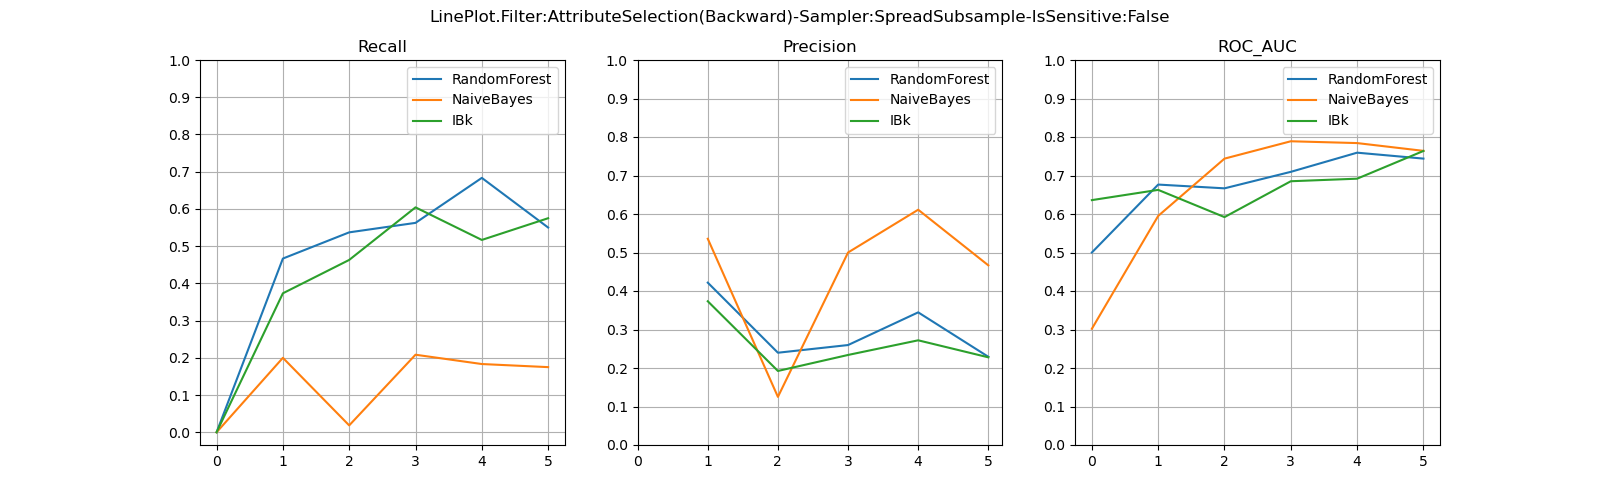 LinePlot.Filter:AttributeSelection(Backward)-Sampler:SpreadSubsample-IsSensitive:False
Recall
1.0
0.9
0.8
0.7
0.6
0.5
0.4
0.3
0.2
0.1
0.0
0 1 2 3 4 5
RandomForest
NaiveBayes
IBk
Precision
1.0
0.9
0.8
0.7
0.6
0.5
0.4
0.3
0.2
0.1
0.0
0 1 2 3 4 5
RandomForest
NaiveBayes
IBk
ROC_AUC
1.0
0.9
0.8
0.7
0.6
0.5
0.4
0.3
0.2
0.1
0.0
0 1 2 3 4 5
RandomForest
NaiveBayes
IBk